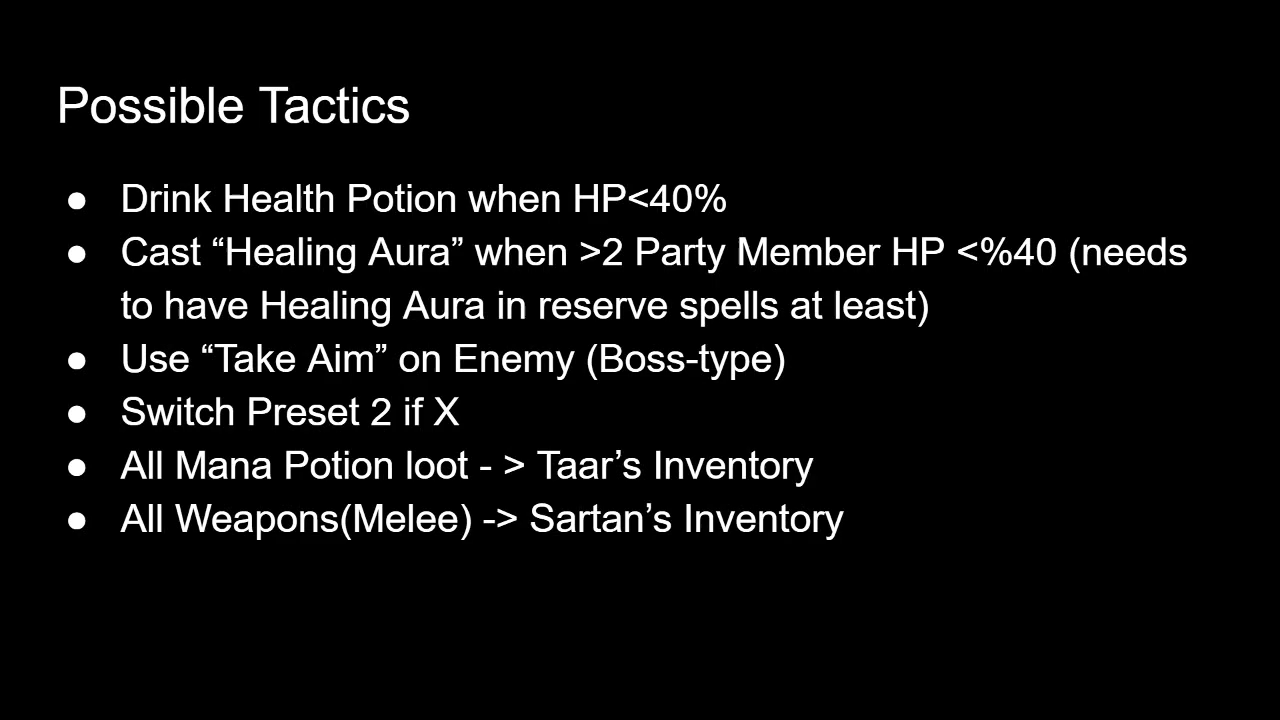 Possible Tactics
● Drink Health Potion when HP<40%
● Cast “Healing Aura” when >2 Party Member HP <%40 (needs
to have Healing Aura in reserve spells at least)
● Use “Take Aim” on Enemy (Boss-type)
● Switch Preset 2 if X
● All Mana Potion loot - > Taar’s Inventory
● All Weapons(Melee) -> Sartan’s Inventory